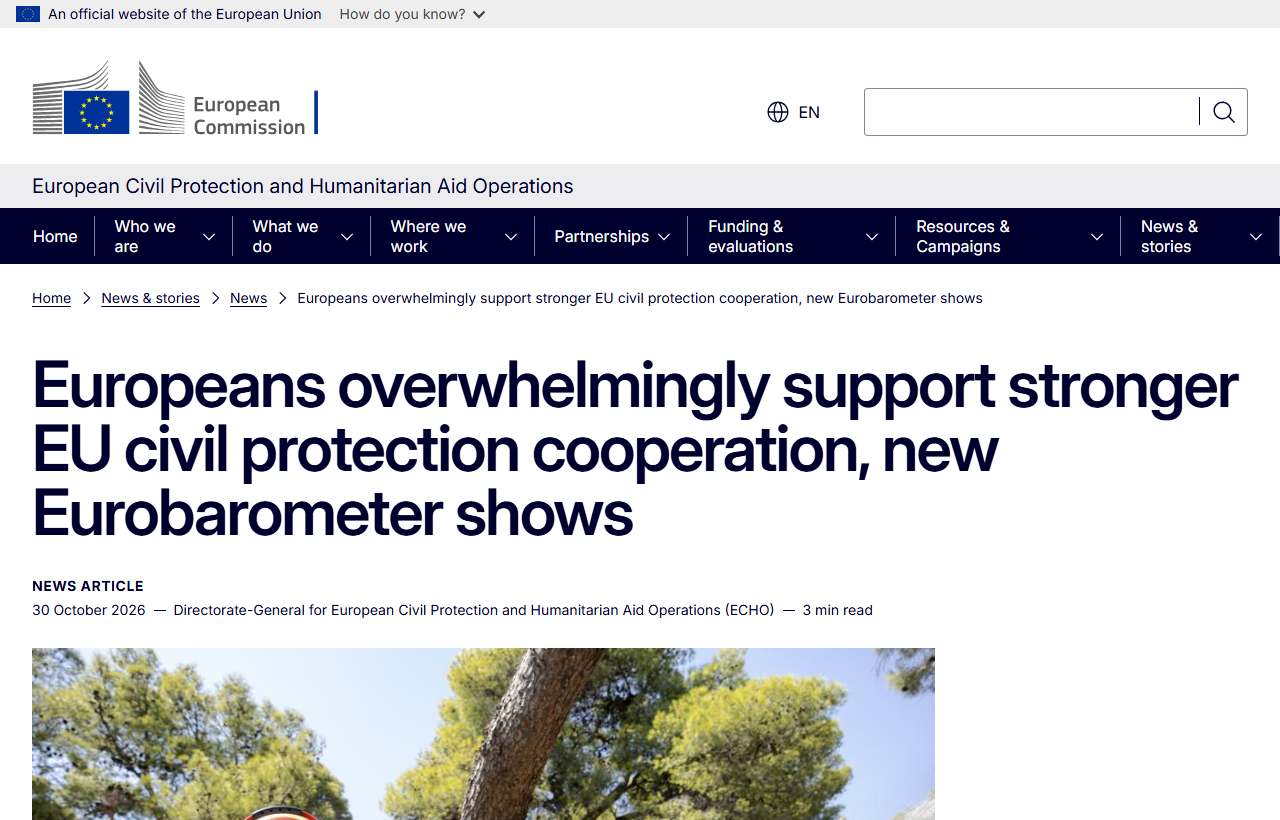 An official website of the European Union How do you know?
European
Commission
EN
European Civil Protection and Humanitarian Aid Operations
Home
Who we are
What we do
Where we work
Partnerships
Funding & evaluations
Resources & Campaigns
News & stories
Home News & stories News Europeans overwhelmingly support stronger EU civil protection cooperation, new Eurobarometer shows
Europeans overwhelmingly support stronger
EU civil protection cooperation, new
Eurobarometer shows
NEWS ARTICLE
30 October 2026 — Directorate-General for European Civil Protection and Humanitarian Aid Operations (ECHO) — 3 min read